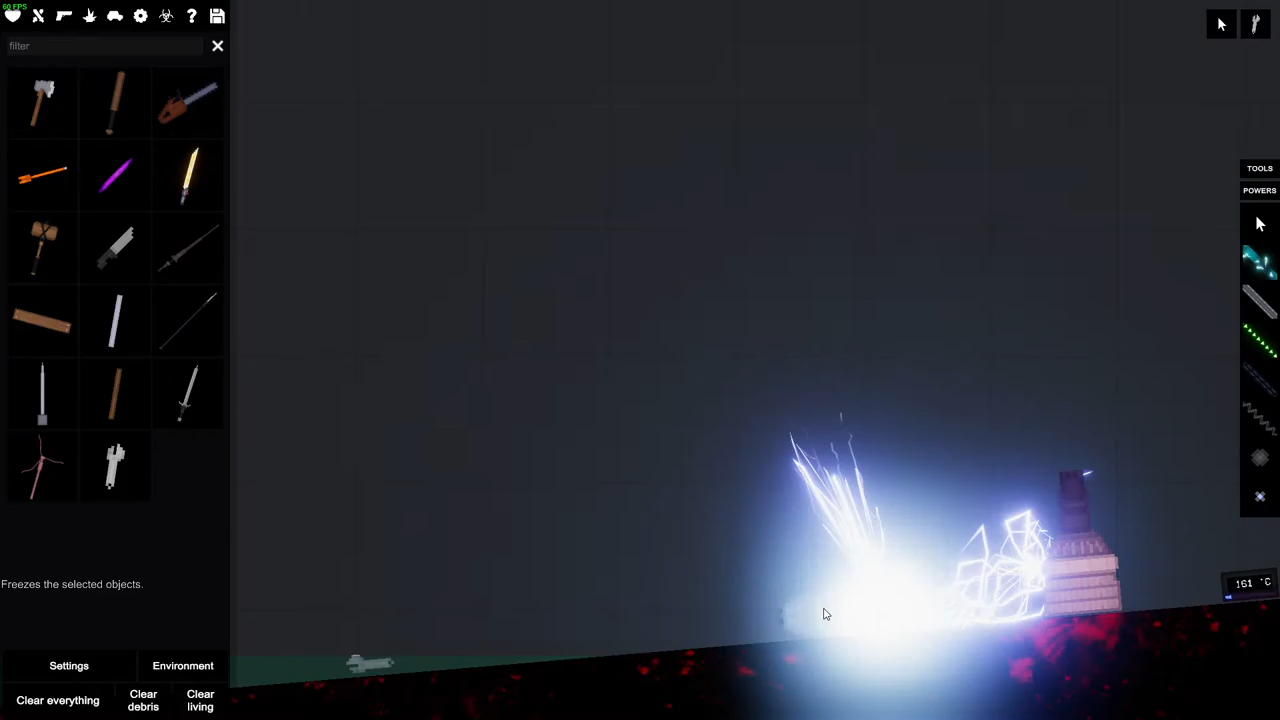 60 FPS
filter
TOOLS
POWERS
Freezes the selected objects.
161 °C
Settings
Environment
Clear everything
Clear debris
Clear living